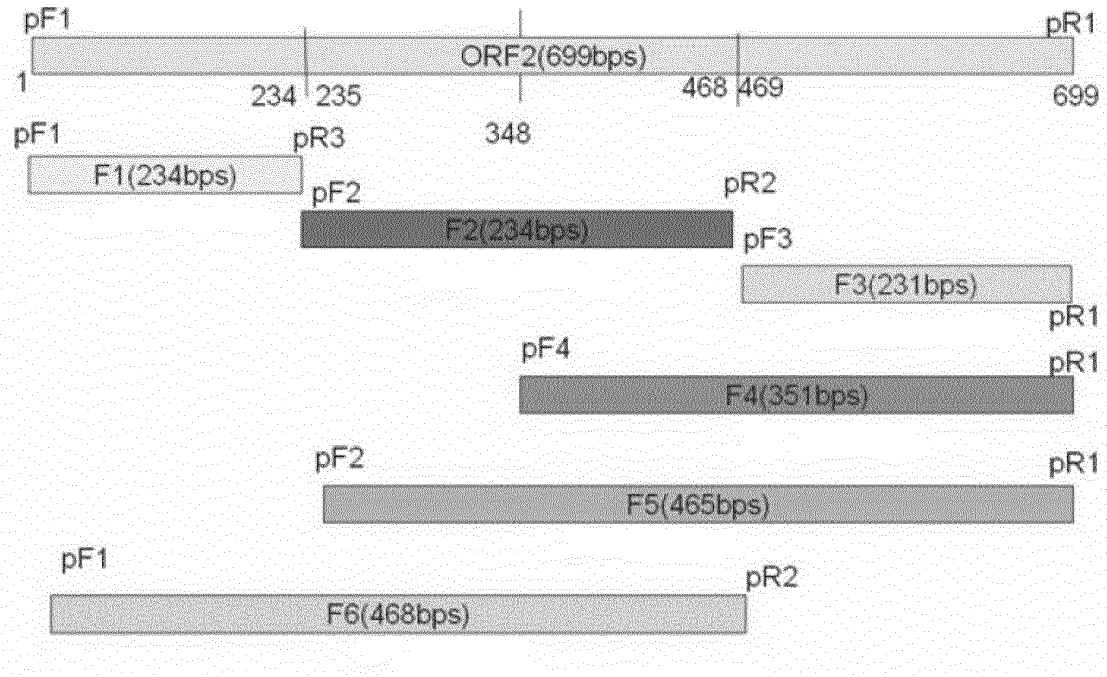 pF1 pR1
ORF2(699bps)
1 234 235 468 469 699
348
pF1 pR3
F1(234bps)
pF2 pR2
F2(234bps)
pF3
F3(231bps)
pR1
pF4 pR1
F4(351bps)
pF2 pR1
F5(465bps)
pF1 pR2
F6(468bps)